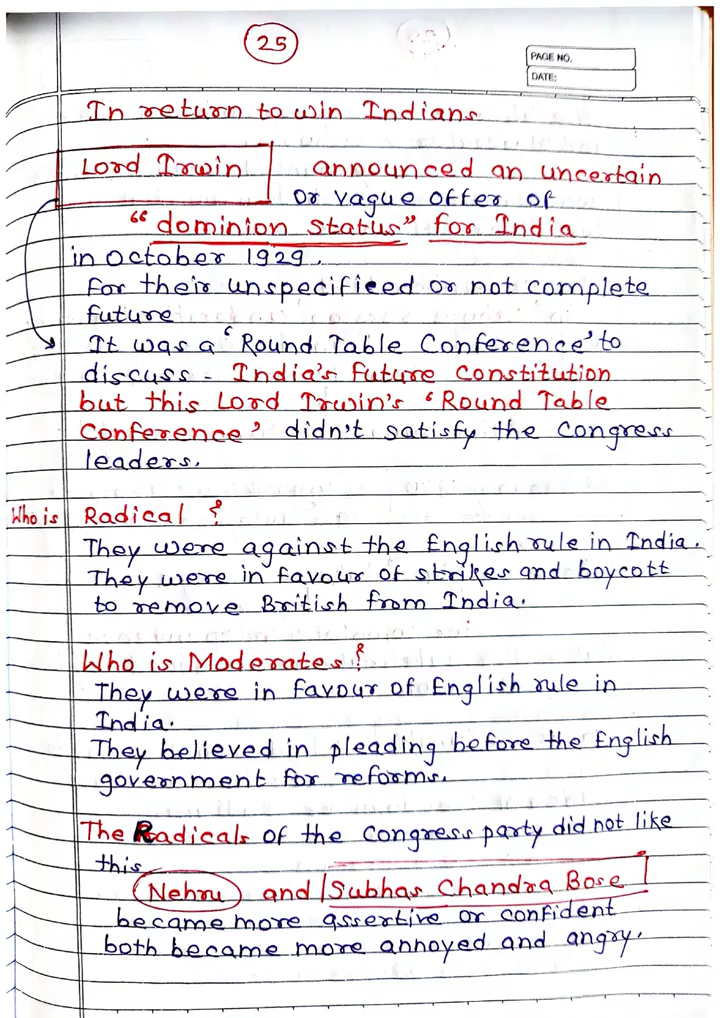 25
PAGE NO.
DATE:
In return to win Indians
Lord Irwin announced an uncertain
or vague offer of
"dominion status" for India
in October 1929.
for their unspecifieed or not complete
future
It was a 'Round Table Conference' to
discuss - India's future constitution
but this Lord Irwin's 'Round Table
Conference' didn't satisfy the Congress
leaders.
Who is Radical ?
They were against the English rule in India.
They were in favour of strikes and boycott
to remove British from India.
Who is Moderates?
They were in favour of English rule in
India.
They believed in pleading before the English
government for reforms.
The Radicals of the Congress party did not like
this
Nehru and Subhas Chandra Bose
became more assertive or confident
both became more annoyed and angry.